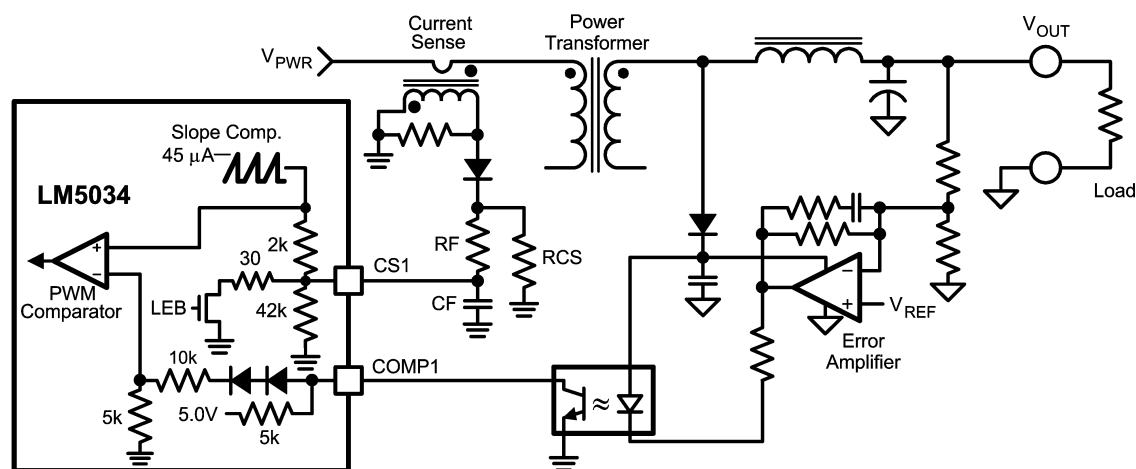 Current
Sense
Power
Transformer
V_OUT
V_PWR
Slope Comp.
45 μA
LM5034
2k
RF
RCS
Load
+
−
30
CS1
PWM
Comparator
LEB
42k
CF
−
+
V_REF
Error
Amplifier
10k
COMP1
5k
5.0V
5k
≈